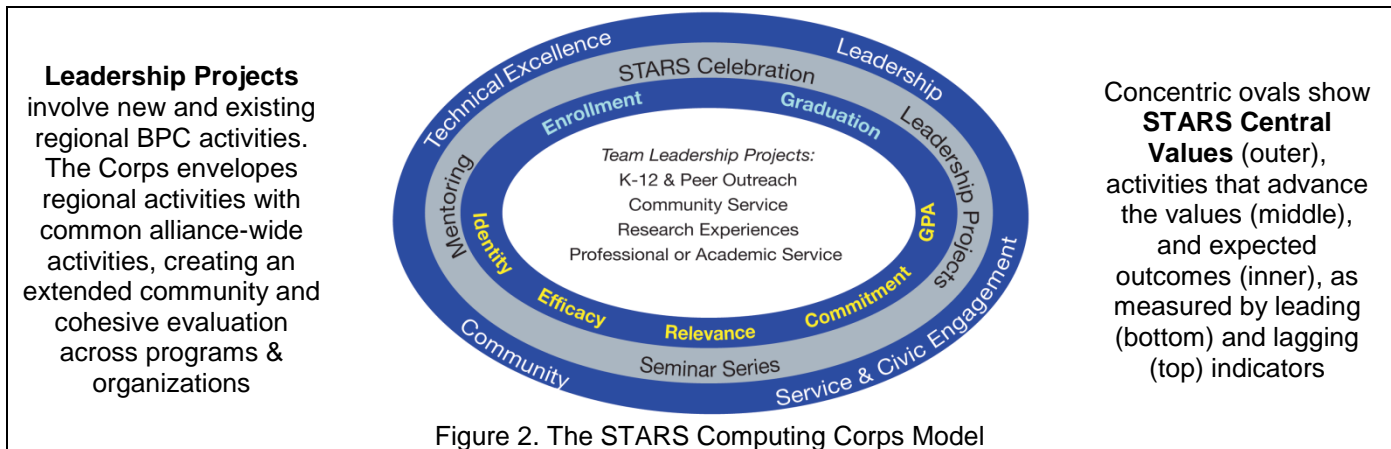 Leadership Projects
involve new and existing
regional BPC activities.
The Corps envelopes
regional activities with
common alliance-wide
activities, creating an
extended community and
cohesive evaluation
across programs &
organizations
Technical Excellence
Leadership
Community
Service & Civic Engagement
STARS Celebration
Mentoring
Leadership Projects
Seminar Series
Enrollment
Graduation
Identity
Efficacy
Relevance
Commitment
GPA
Team Leadership Projects:
K-12 & Peer Outreach
Community Service
Research Experiences
Professional or Academic Service
Concentric ovals show
STARS Central
Values (outer),
activities that advance
the values (middle),
and expected
outcomes (inner), as
measured by leading
(bottom) and lagging
(top) indicators
Figure 2. The STARS Computing Corps Model